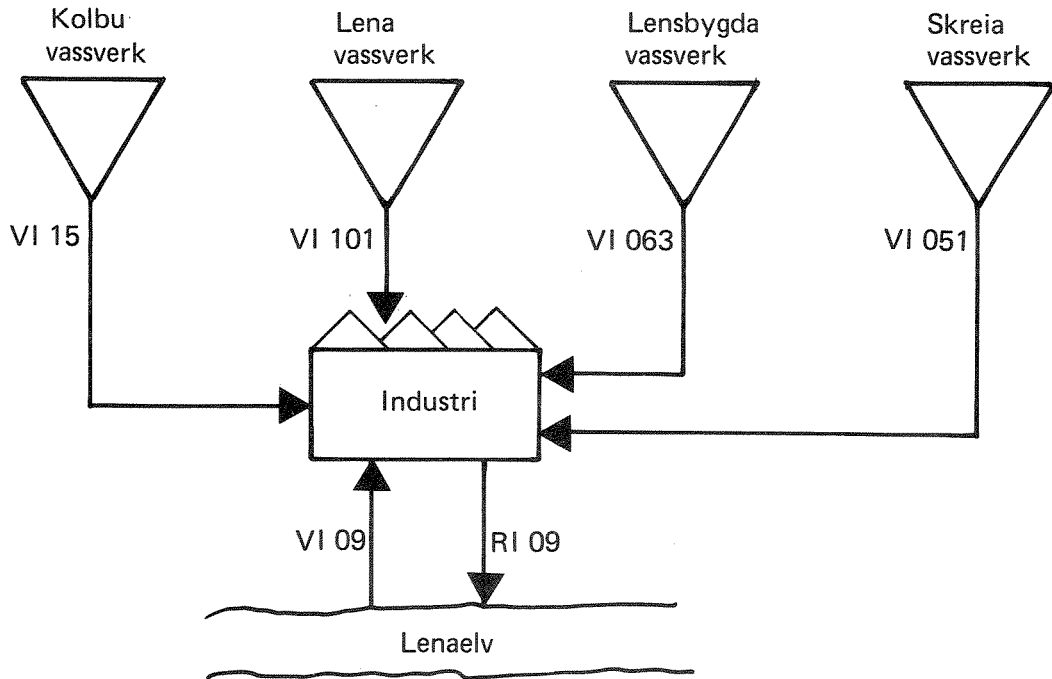 Kolbu
vassverk
Lena
vassverk
Lensbygda
vassverk
Skreia
vassverk
VI 15
VI 101
VI 063
VI 051
Industri
VI 09
RI 09
Lenaelv